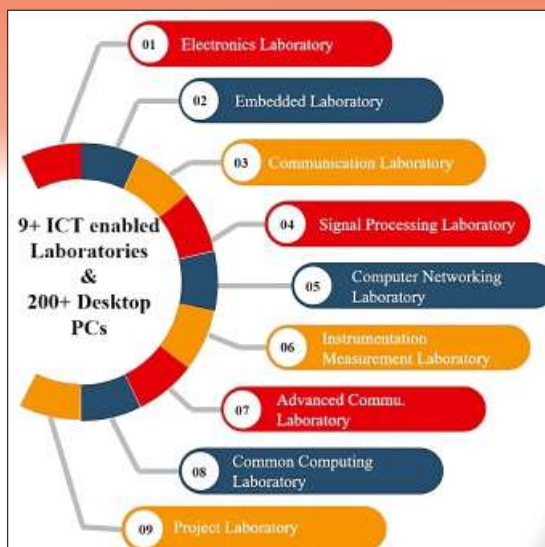 01 Electronics Laboratory
02 Embedded Laboratory
03 Communication Laboratory
9+ ICT enabled
Laboratories
&
200+ Desktop
PCs
04 Signal Processing Laboratory
05 Computer Networking
Laboratory
06 Instrumentation
Measurement Laboratory
07 Advanced Commu.
Laboratory
08 Common Computing
Laboratory
09 Project Laboratory